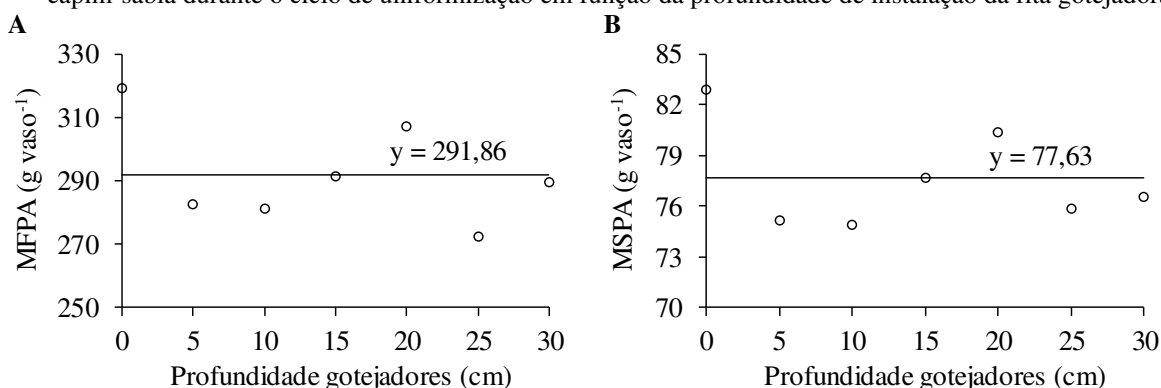 capim-sabiá durante o ciclo de uniformização em função da profundidade de instalação da fita gotejadora
A
330
310
290
270
250
MFPA (g vaso-1)
y = 291,86
0 5 10 15 20 25 30
Profundidade gotejadores (cm)
B
85
82
79
76
73
70
MSPA (g vaso-1)
y = 77,63
0 5 10 15 20 25 30
Profundidade gotejadores (cm)